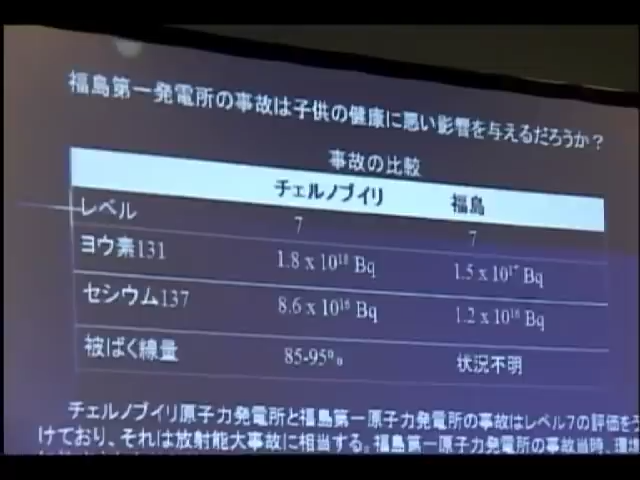 福島第一発電所の事故は子供の健康に悪い影響を与えるだろうか？
事故の比較
チェルノブイリ 福島
レベル 7 7
ヨウ素131 1.8 x 10¹⁸ Bq 1.5 x 10¹⁷ Bq
セシウム137 8.6 x 10¹⁶ Bq 1.2 x 10¹⁶ Bq
被ばく線量 85-95% 状況不明
チェルノブイリ原子力発電所と福島第一原子力発電所の事故はレベル7の評価をう
けており、それは放射能大事故に相当する。福島第一原子力発電所の事故当時、環境